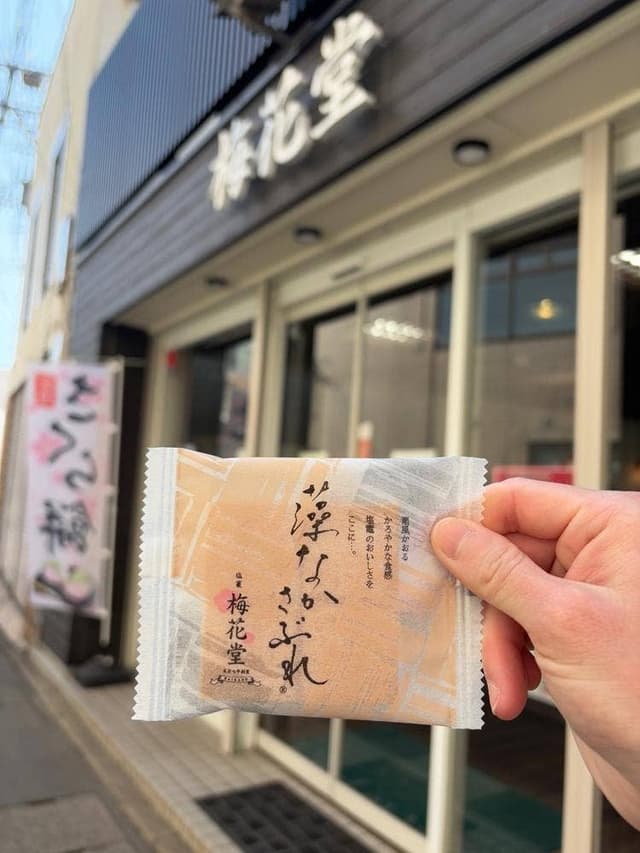 梅花堂
さくら餅
潮風かおる
かろやかな食感
塩竈のおいしさを
ここに…。
藻なか
さぶれ®
塩竈
梅花堂